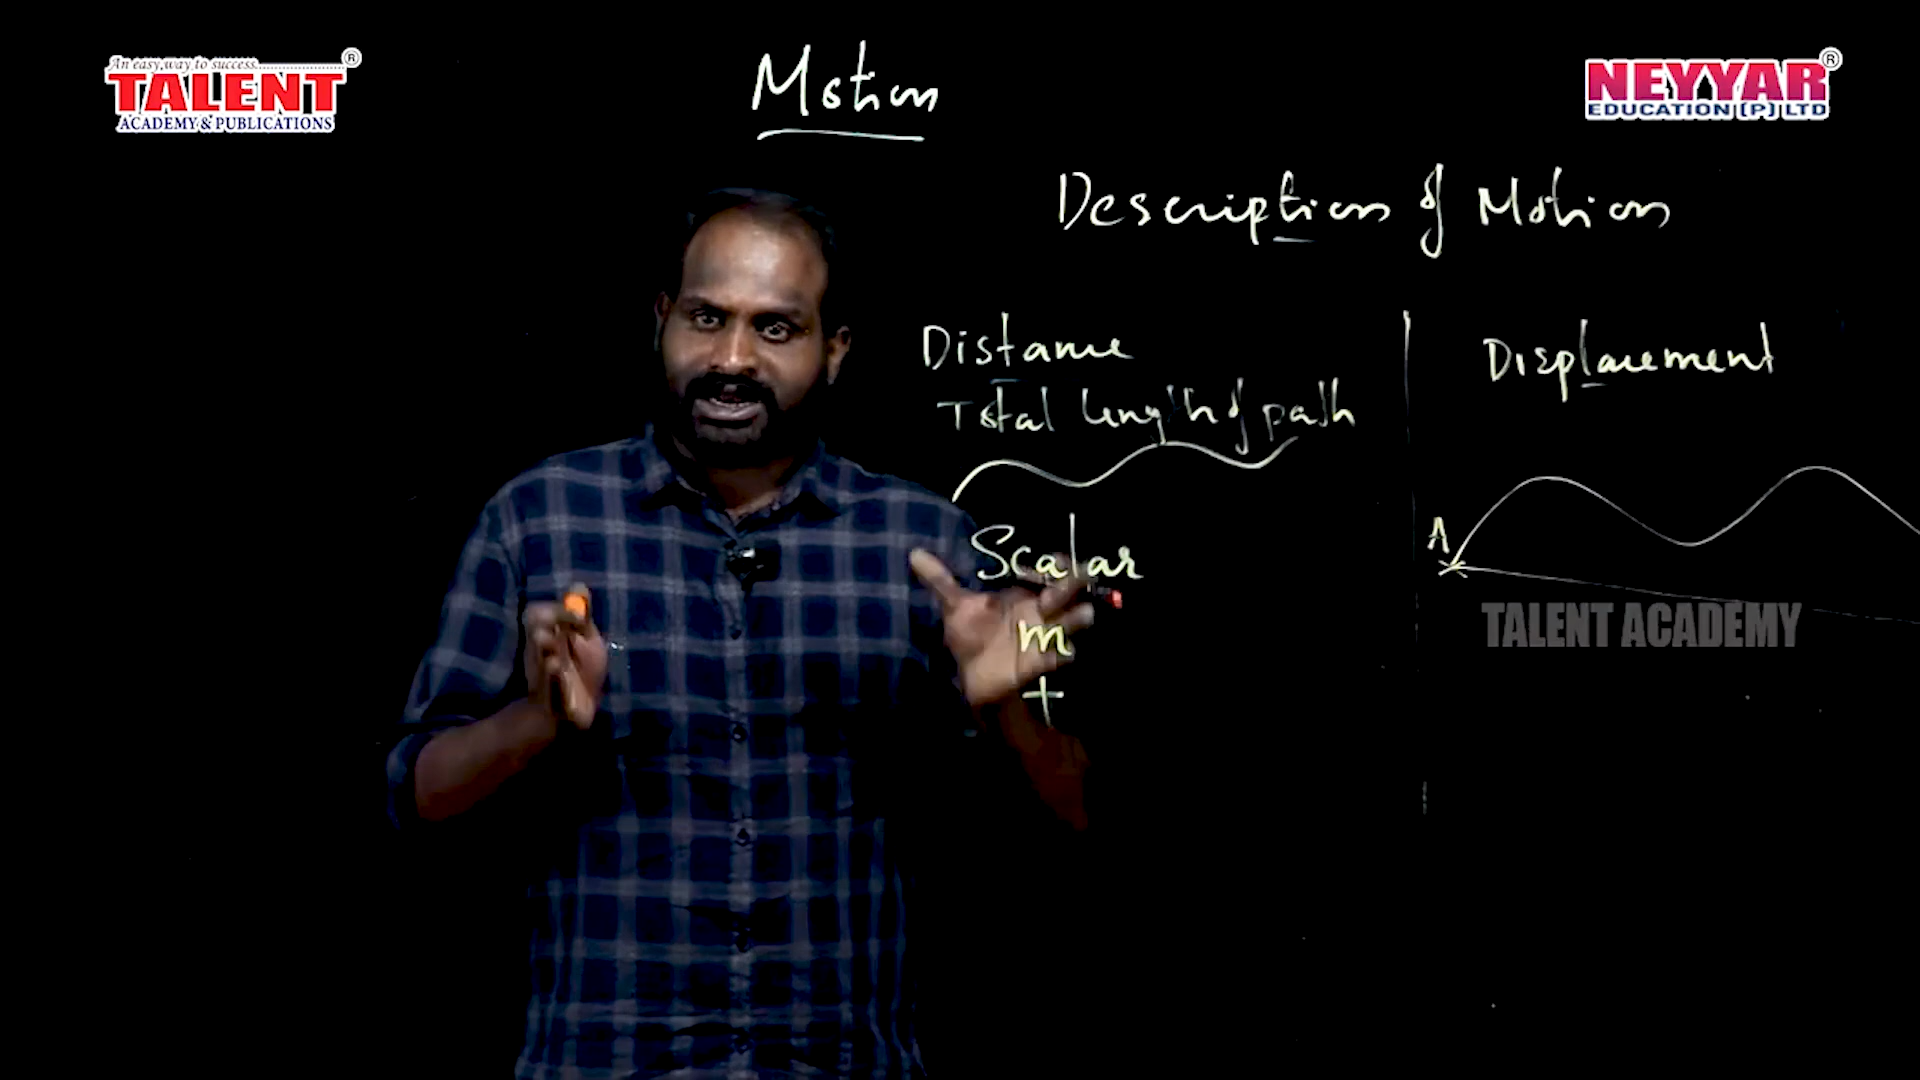 An easy way to success
TALENT ®
ACADEMY & PUBLICATIONS
NEYYAR ®
EDUCATION (P) LTD
Motion
Description of Motion
Distance
Total length of path
Scalar
m
+
Displacement
A
TALENT ACADEMY